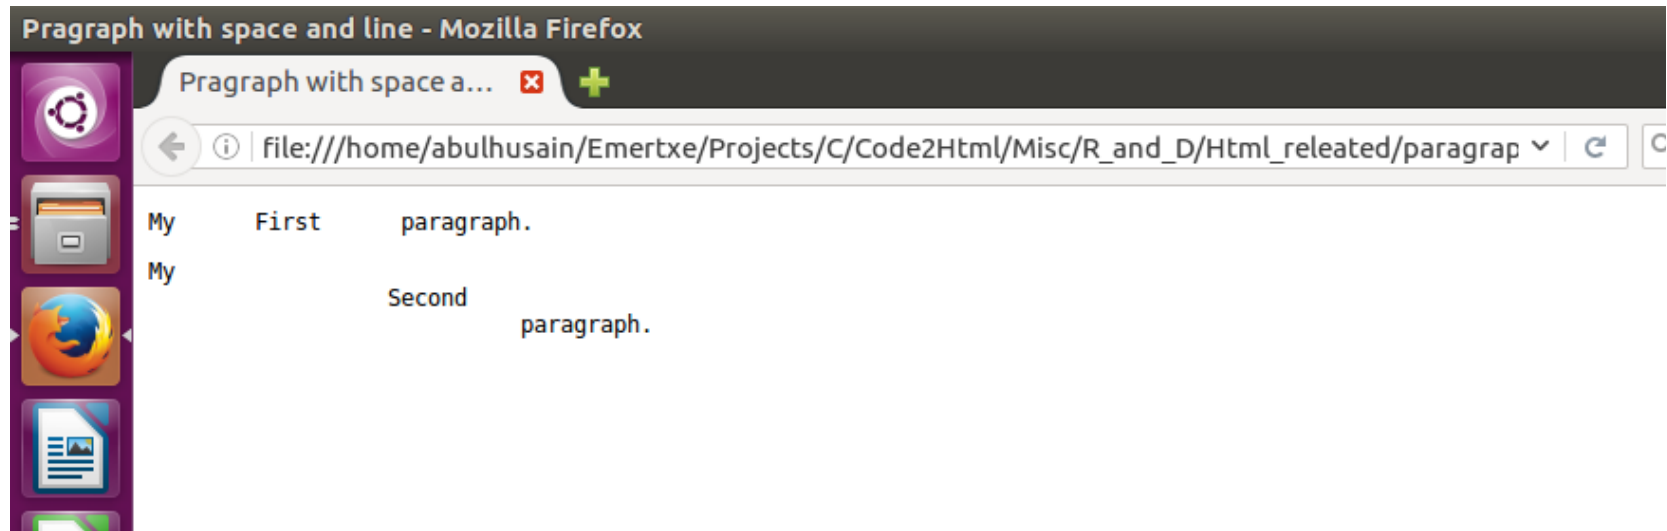 Pragraph with space and line - Mozilla Firefox
Pragraph with space a...
file:///home/abulhusain/Emertxe/Projects/C/Code2Html/Misc/R_and_D/Html_releated/paragrap
My      First      paragraph.
My
                  Second
                            paragraph.